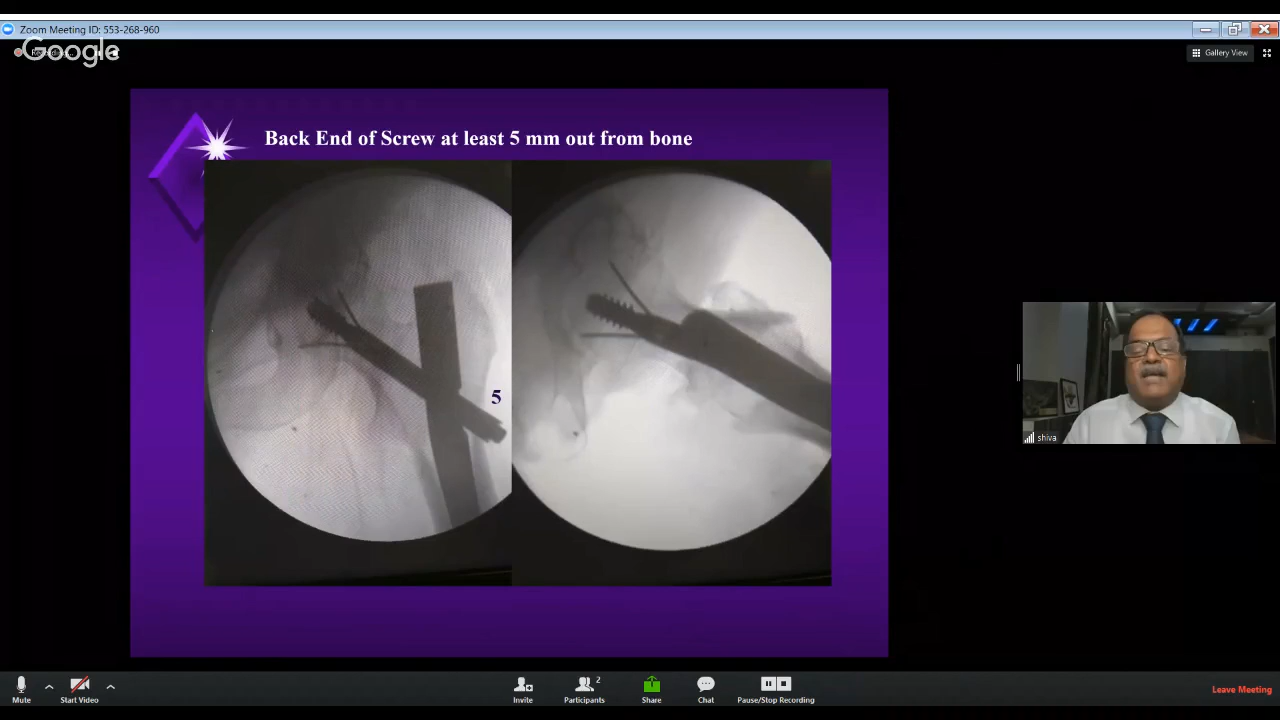 Zoom Meeting ID: 553-268-960
Google
Gallery View
Back End of Screw at least 5 mm out from bone
5
shiva
Mute
Start Video
Invite
Participants
2
Share
Chat
Pause/Stop Recording
Leave Meeting